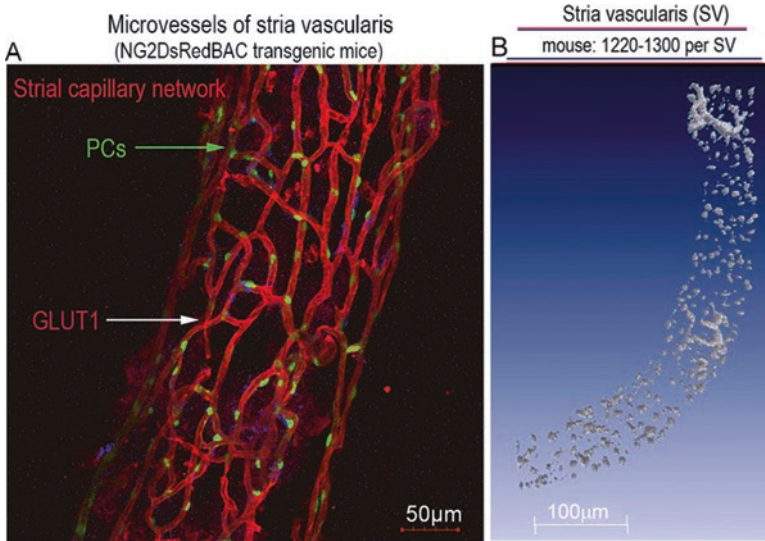 Microvessels of stria vascularis
(NG2DsRedBAC transgenic mice)
A
Strial capillary network
PCs
GLUT1
50μm
Stria vascularis (SV)
B
mouse: 1220-1300 per SV
100μm